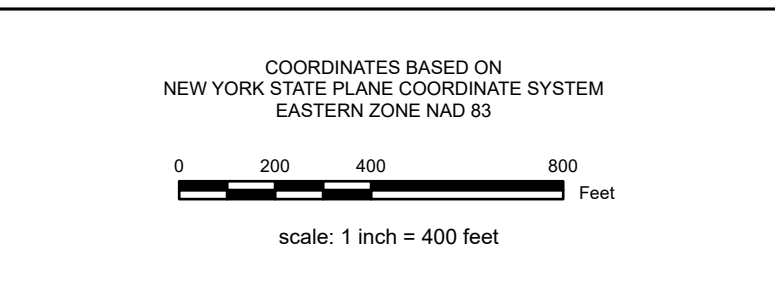 COORDINATES BASED ON
NEW YORK STATE PLANE COORDINATE SYSTEM
EASTERN ZONE NAD 83
0 200 400 800
Feet
scale: 1 inch = 400 feet